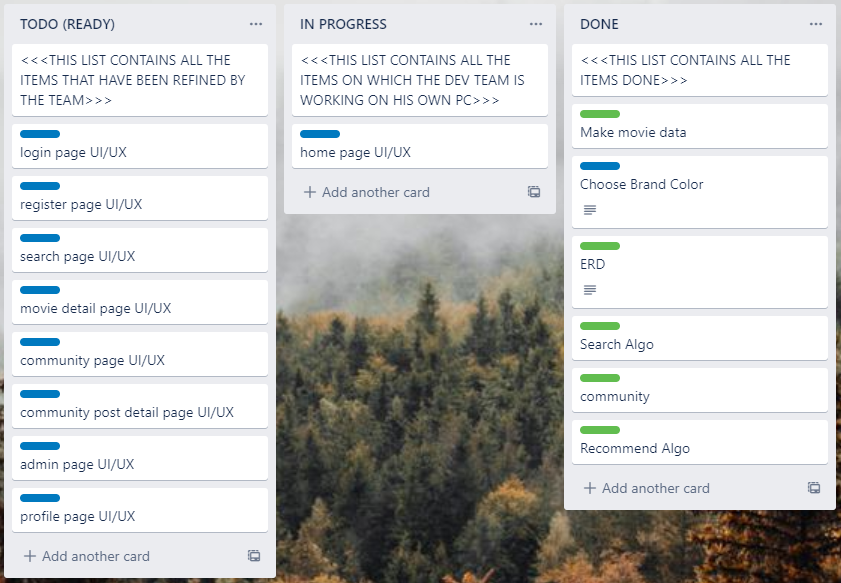 TODO (READY)
<<<THIS LIST CONTAINS ALL THE
ITEMS THAT HAVE BEEN REFINED BY
THE TEAM>>>
login page UI/UX
register page UI/UX
search page UI/UX
movie detail page UI/UX
community page UI/UX
community post detail page UI/UX
admin page UI/UX
profile page UI/UX
+ Add another card
IN PROGRESS
<<<THIS LIST CONTAINS ALL THE
ITEMS ON WHICH THE DEV TEAM IS
WORKING ON HIS OWN PC>>>
home page UI/UX
+ Add another card
DONE
<<<THIS LIST CONTAINS ALL THE
ITEMS DONE>>>
Make movie data
Choose Brand Color
ERD
Search Algo
community
Recommend Algo
+ Add another card